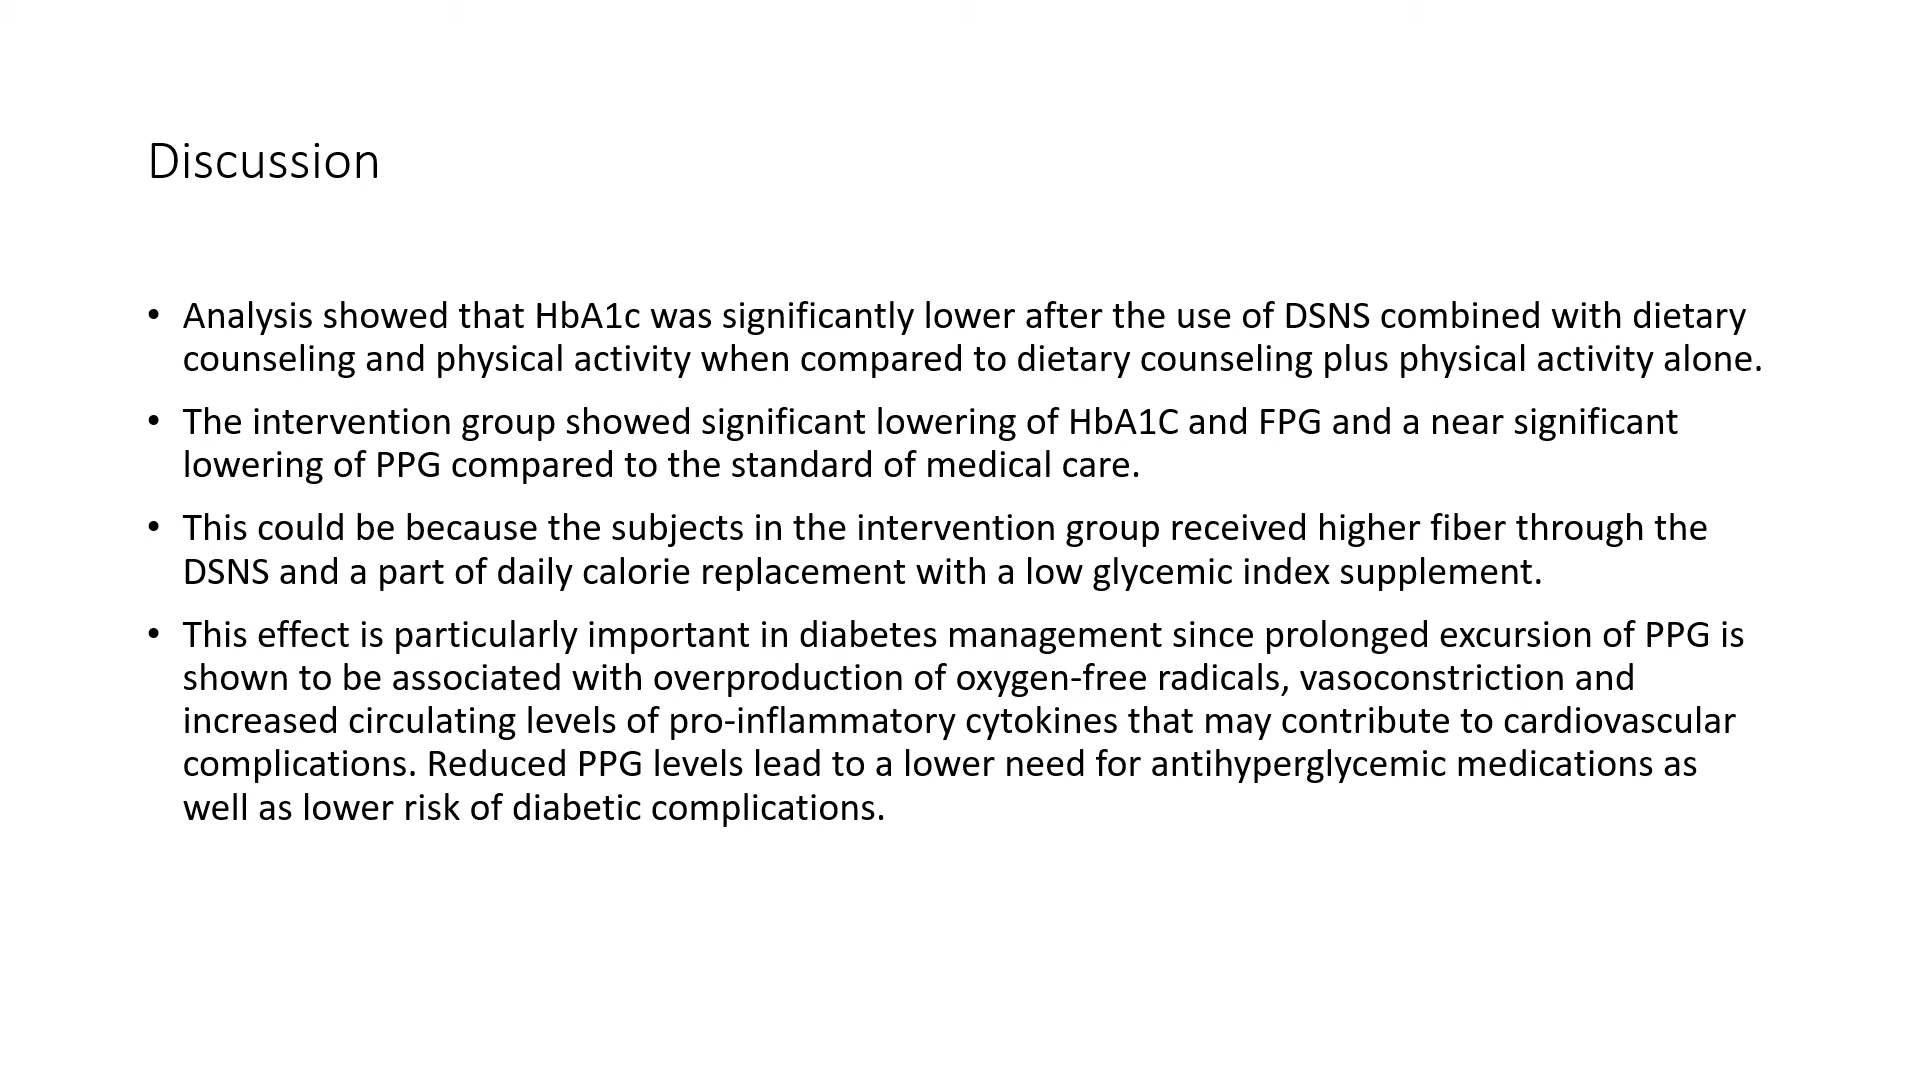 Discussion
• Analysis showed that HbA1c was significantly lower after the use of DSNS combined with dietary
counseling and physical activity when compared to dietary counseling plus physical activity alone.
• The intervention group showed significant lowering of HbA1C and FPG and a near significant
lowering of PPG compared to the standard of medical care.
• This could be because the subjects in the intervention group received higher fiber through the
DSNS and a part of daily calorie replacement with a low glycemic index supplement.
• This effect is particularly important in diabetes management since prolonged excursion of PPG is
shown to be associated with overproduction of oxygen-free radicals, vasoconstriction and
increased circulating levels of pro-inflammatory cytokines that may contribute to cardiovascular
complications. Reduced PPG levels lead to a lower need for antihyperglycemic medications as
well as lower risk of diabetic complications.